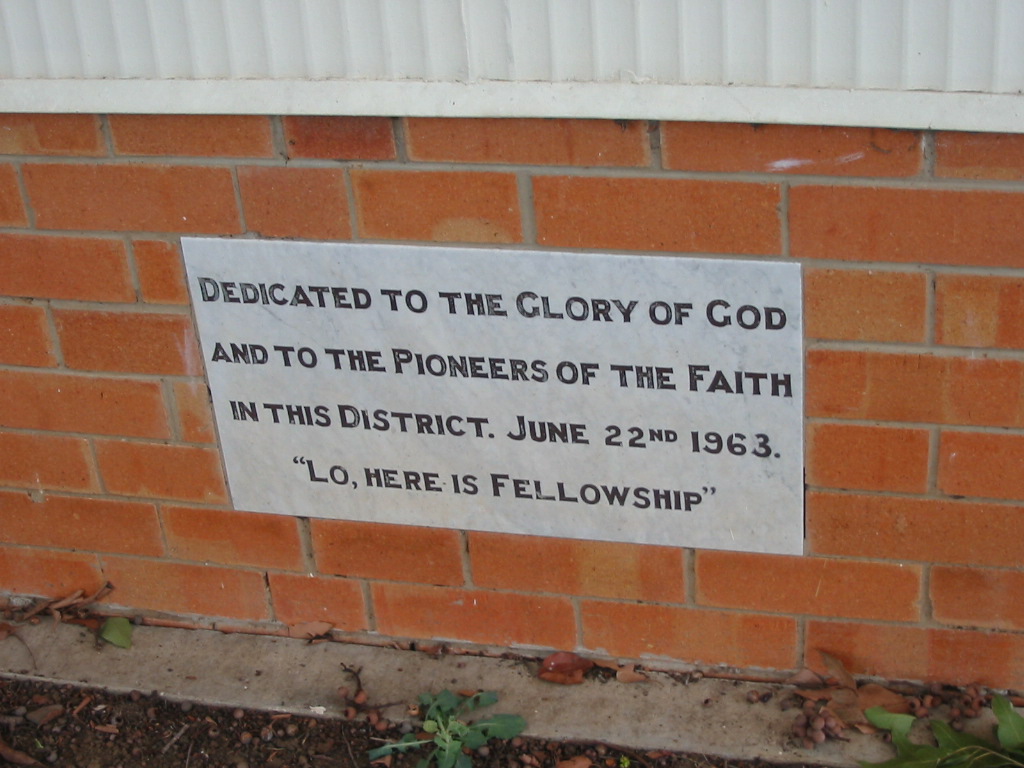 Dedicated to the Glory of God
and to the Pioneers of the Faith
in this District. June 22nd 1963.
"Lo, here is Fellowship"